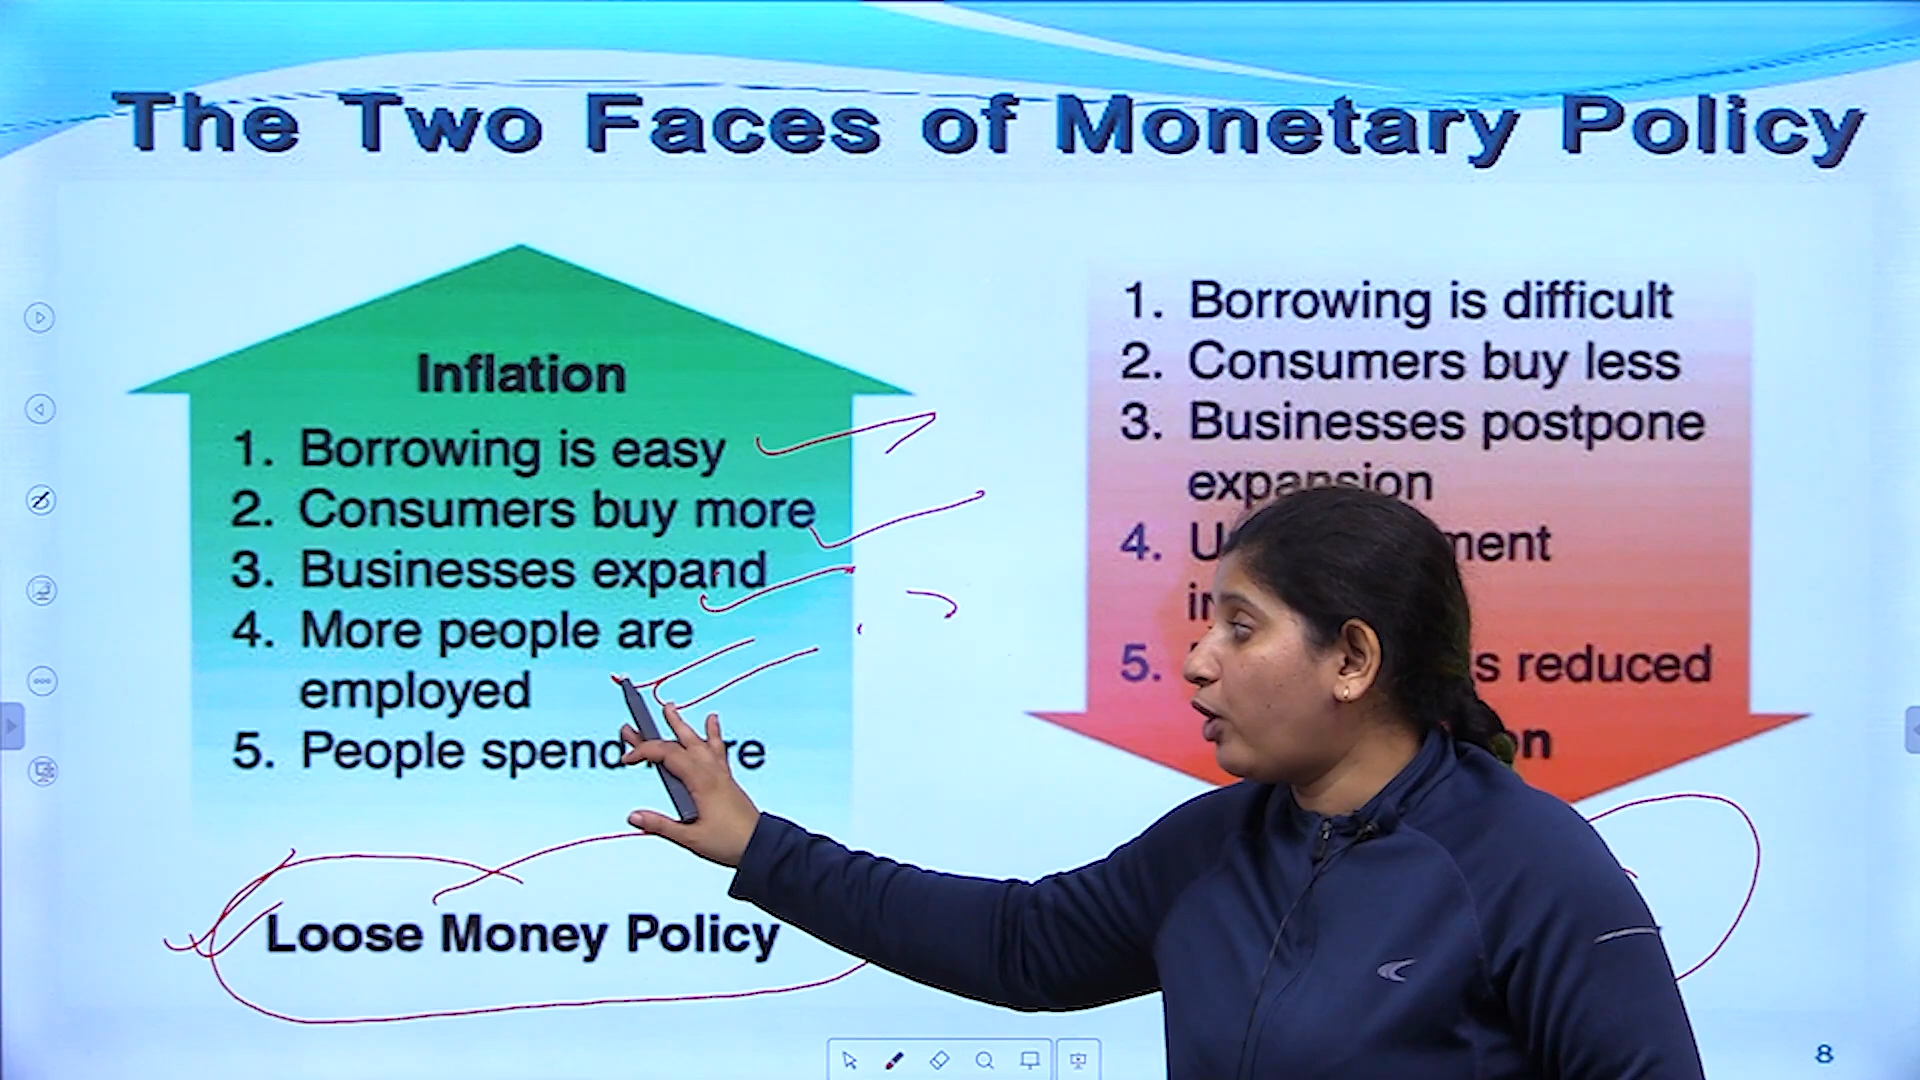 The Two Faces of Monetary Policy
Inflation
1. Borrowing is easy
2. Consumers buy more
3. Businesses expand
4. More people are
employed
5. People spend
Loose Money Policy
1. Borrowing is difficult
2. Consumers buy less
3. Businesses postpone
expansion
4.
5. is reduced
8